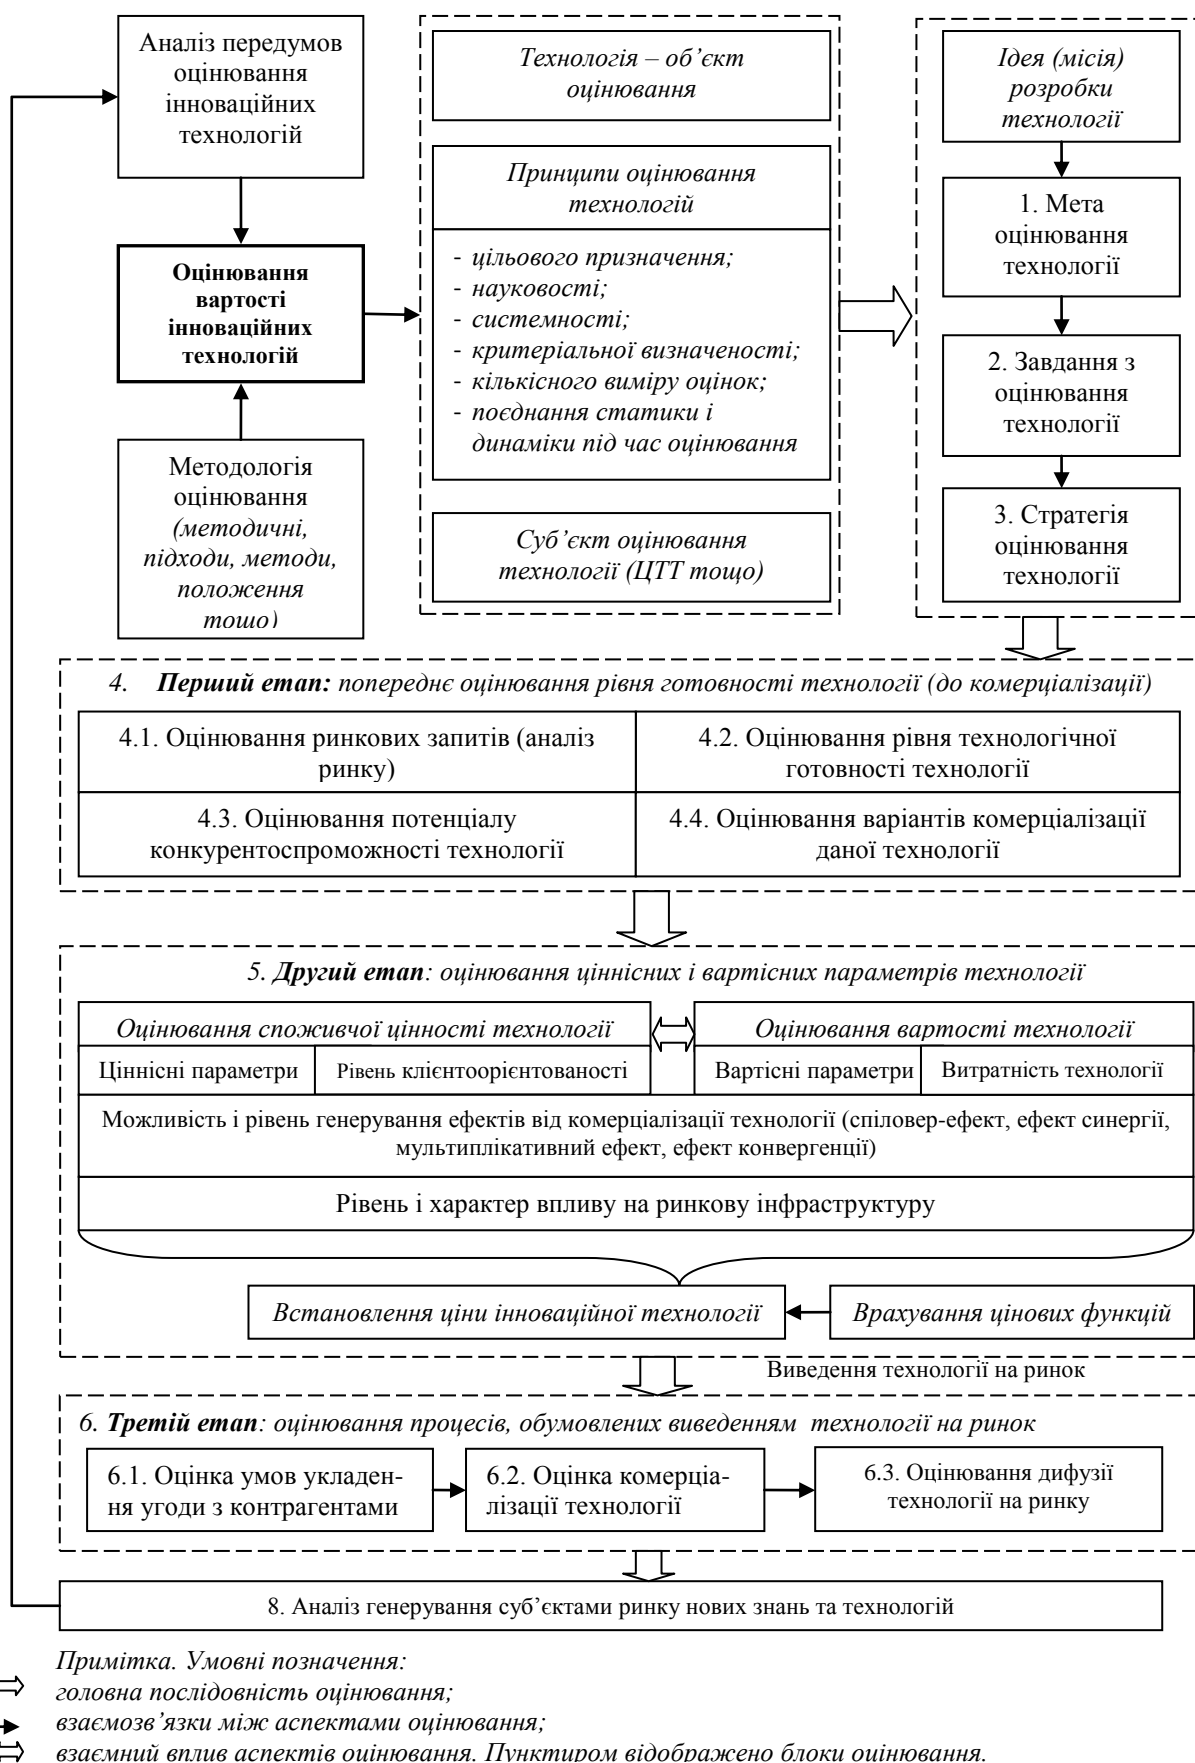 Аналіз передумов
оцінювання
інноваційних
технологій
Оцінювання
вартості
інноваційних
технологій
Методологія
оцінювання
(методичні,
підходи, методи,
положення
тощо)
Технологія – об’єкт
оцінювання
Принципи оцінювання
технологій
- цільового призначення;
- науковості;
- системності;
- критеріальної визначеності;
- кількісного виміру оцінок;
- поєднання статики і
динаміки під час оцінювання
Суб’єкт оцінювання
технології (ЦТТ тощо)
Ідея (місія)
розробки
технології
1. Мета
оцінювання
технології
2. Завдання з
оцінювання
технології
3. Стратегія
оцінювання
технології
4. Перший етап: попереднє оцінювання рівня готовності технології (до комерціалізації)
4.1. Оцінювання ринкових запитів (аналіз
ринку)
4.2. Оцінювання рівня технологічної
готовності технології
4.3. Оцінювання потенціалу
конкурентоспроможності технології
4.4. Оцінювання варіантів комерціалізації
даної технології
5. Другий етап: оцінювання ціннісних і вартісних параметрів технології
Оцінювання споживчої цінності технології
Оцінювання вартості технології
Ціннісні параметри
Рівень клієнтоорієнтованості
Вартісні параметри
Витратність технології
Можливість і рівень генерування ефектів від комерціалізації технології (спіловер-ефект, ефект синергії,
мультиплікативний ефект, ефект конвергенції)
Рівень і характер впливу на ринкову інфраструктуру
Встановлення ціни інноваційної технології
Врахування цінових функцій
Виведення технології на ринок
6. Третій етап: оцінювання процесів, обумовлених виведенням технології на ринок
6.1. Оцінка умов укладен-
ня угоди з контрагентами
6.2. Оцінка комерціа-
лізації технології
6.3. Оцінювання дифузії
технології на ринку
8. Аналіз генерування суб’єктами ринку нових знань та технологій
Примітка. Умовні позначення:
головна послідовність оцінювання;
взаємозв’язки між аспектами оцінювання;
взаємний вплив аспектів оцінювання. Пунктиром відображено блоки оцінювання.